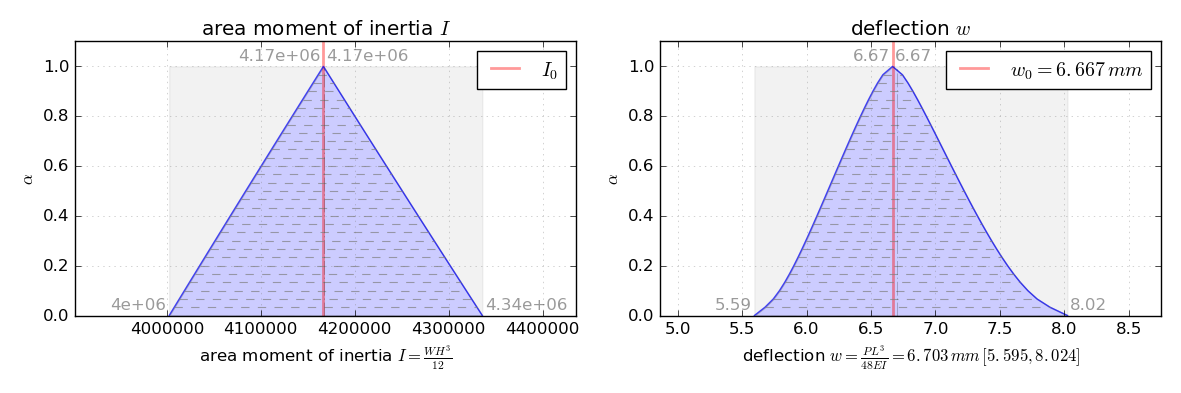 area moment of inertia I
4.17e+06 4.17e+06
I₀
1.0
0.8
0.6
0.4
0.2
0.0
α
4e+06 4.34e+06
4000000 4100000 4200000 4300000 4400000
area moment of inertia I = WH³/12
deflection w
6.67 6.67
w₀ = 6.667 mm
1.0
0.8
0.6
0.4
0.2
0.0
α
5.59 8.02
5.0 5.5 6.0 6.5 7.0 7.5 8.0 8.5
deflection w = PL³/48EI = 6.703 mm [5.595, 8.024]